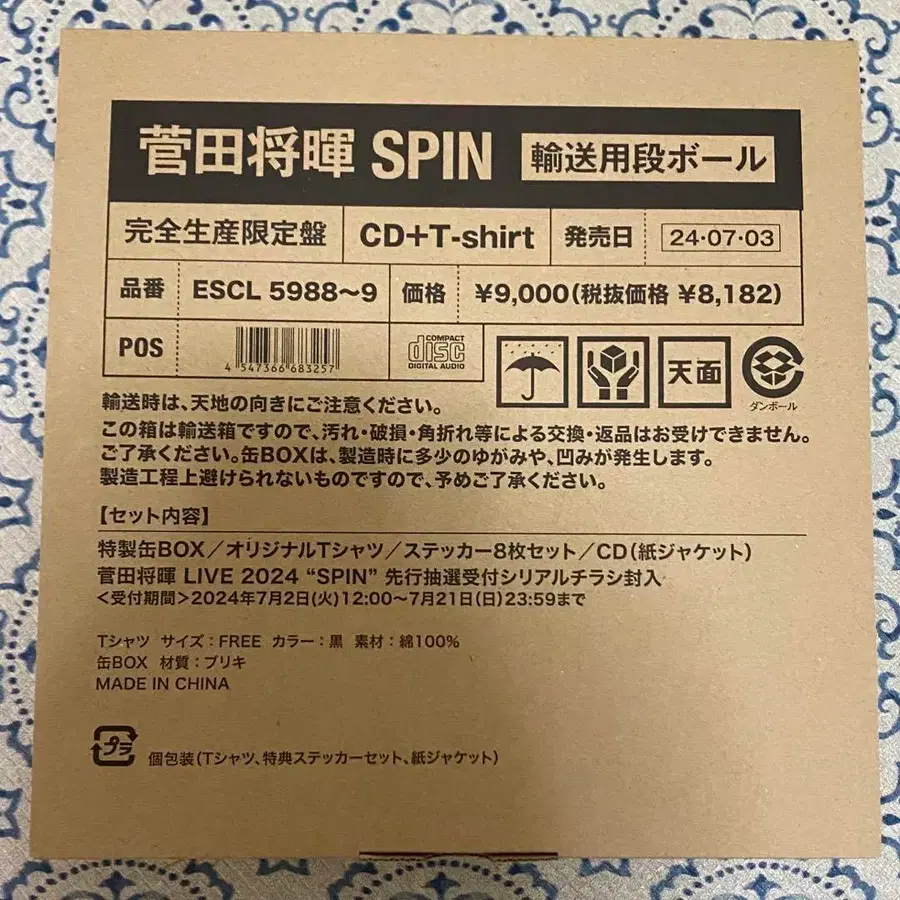 菅田将暉 SPIN 輸送用段ボール
完全生産限定盤 CD+T-shirt 発売日 24・07・03
品番 ESCL 5988〜9 価格 ¥9,000(税抜価格 ¥8,182)
POS 4 547366 683257 COMPACT disc DIGITAL AUDIO 天面 ダンボール
輸送時は、天地の向きにご注意ください。
この箱は輸送箱ですので、汚れ・破損・角折れ等による交換・返品はお受けできません。
ご了承ください。缶BOXは、製造時に多少のゆがみや、凹みが発生します。
製造工程上避けられないものですので、予めご了承ください。
【セット内容】
特製缶BOX/オリジナルTシャツ/ステッカー8枚セット/CD(紙ジャケット)
菅田将暉 LIVE 2024 “SPIN” 先行抽選受付シリアルチラシ封入
<受付期間>2024年7月2日(火)12:00〜7月21日(日)23:59まで
Tシャツ サイズ:FREE カラー:黒 素材:綿100%
缶BOX 材質:ブリキ
MADE IN CHINA
プラ 個包装(Tシャツ、特典ステッカーセット、紙ジャケット)